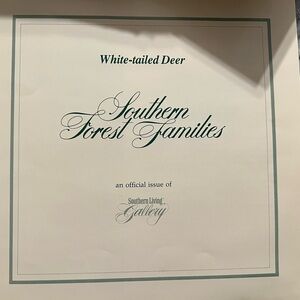 White-tailed Deer
Southern
Forest Families
an official issue of
Southern Living
Gallery